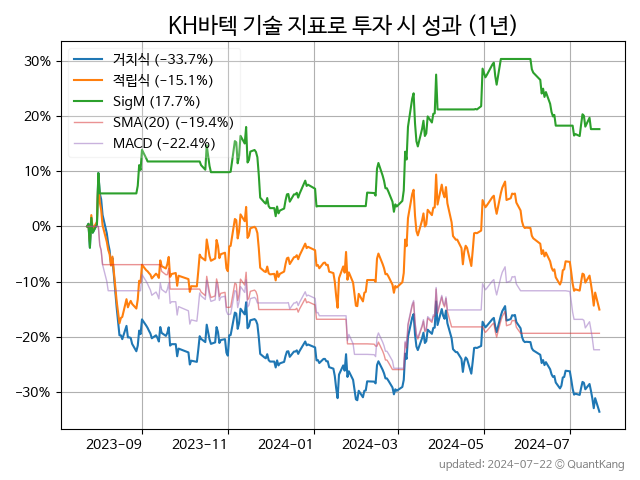 KH바텍 기술 지표로 투자 시 성과 (1년)
거치식 (−33.7%)
적립식 (−15.1%)
SigM (17.7%)
SMA(20) (−19.4%)
MACD (−22.4%)
30%
20%
10%
0%
−10%
−20%
−30%
2023-09 2023-11 2024-01 2024-03 2024-05 2024-07
updated: 2024-07-22 © QuantKang